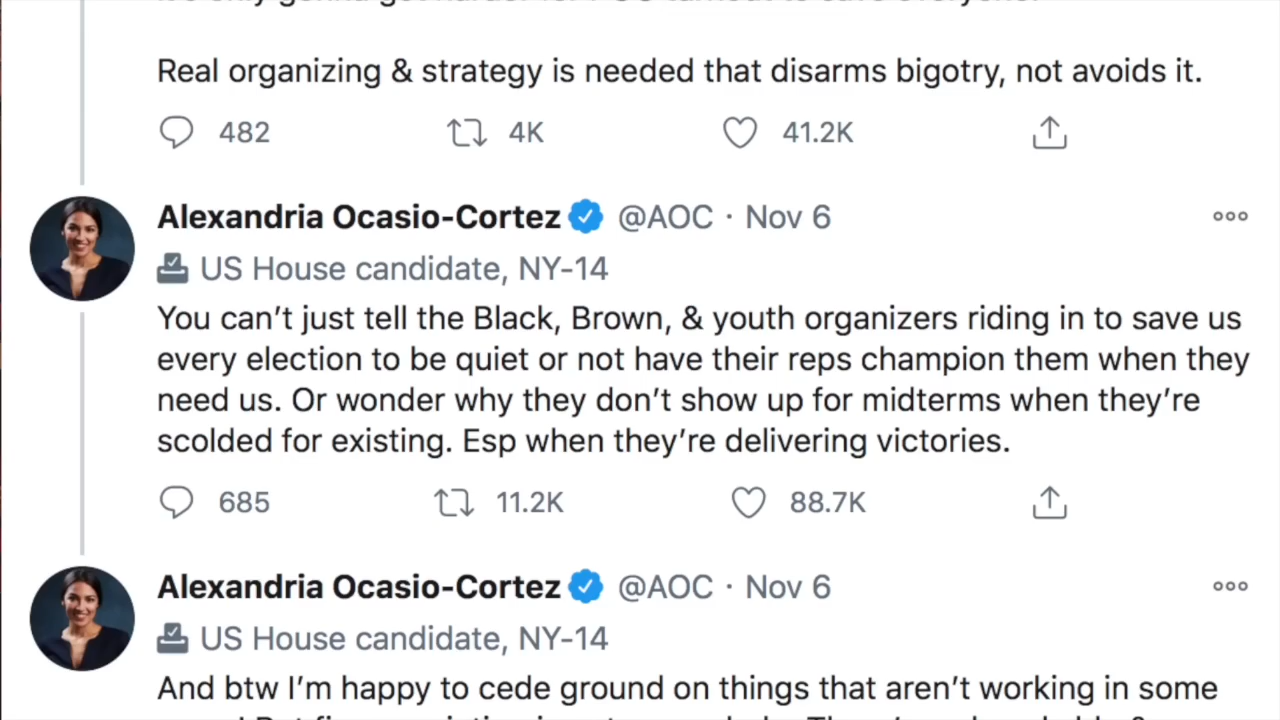 Real organizing & strategy is needed that disarms bigotry, not avoids it.
482 4K 41.2K
Alexandria Ocasio-Cortez @AOC · Nov 6
US House candidate, NY-14
You can’t just tell the Black, Brown, & youth organizers riding in to save us
every election to be quiet or not have their reps champion them when they
need us. Or wonder why they don’t show up for midterms when they’re
scolded for existing. Esp when they’re delivering victories.
685 11.2K 88.7K
Alexandria Ocasio-Cortez @AOC · Nov 6
US House candidate, NY-14
And btw I’m happy to cede ground on things that aren’t working in some